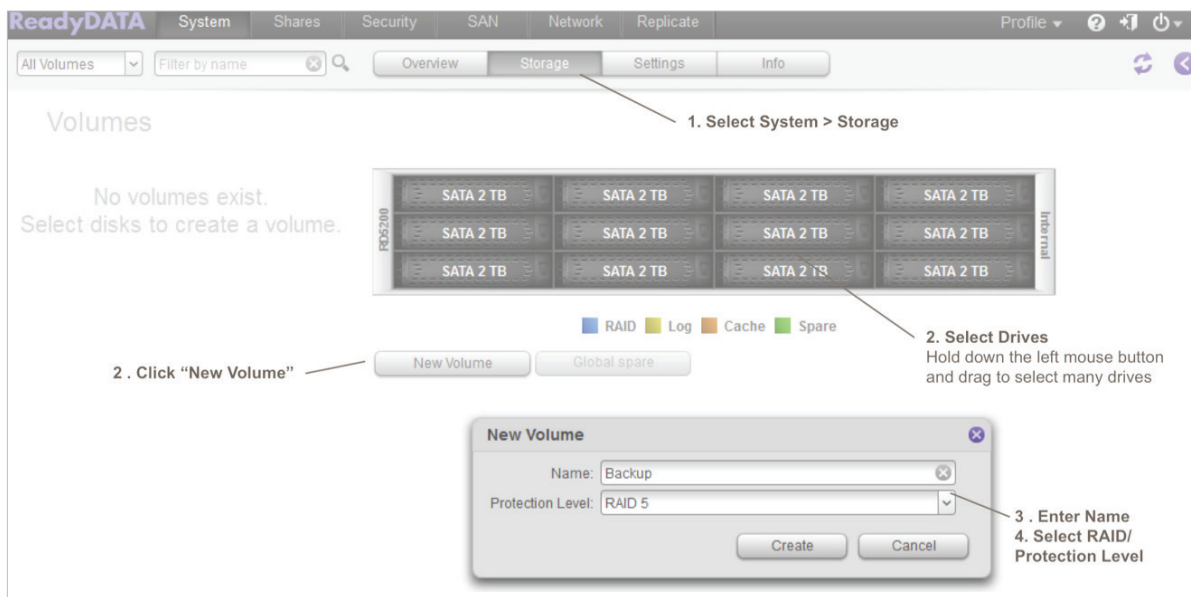 ReadyDATA System Shares Security SAN Network Replicate Profile
All Volumes Filter by name Overview Storage Settings Info
1. Select System > Storage
Volumes
No volumes exist.
Select disks to create a volume.
RD5200
SATA 2 TB SATA 2 TB SATA 2 TB SATA 2 TB
SATA 2 TB SATA 2 TB SATA 2 TB SATA 2 TB
SATA 2 TB SATA 2 TB SATA 2 TB SATA 2 TB
Internal
RAID Log Cache Spare
2. Select Drives
Hold down the left mouse button
and drag to select many drives
2 . Click “New Volume”
New Volume Global spare
New Volume
Name: Backup
Protection Level: RAID 5
Create Cancel
3 . Enter Name
4. Select RAID/
Protection Level